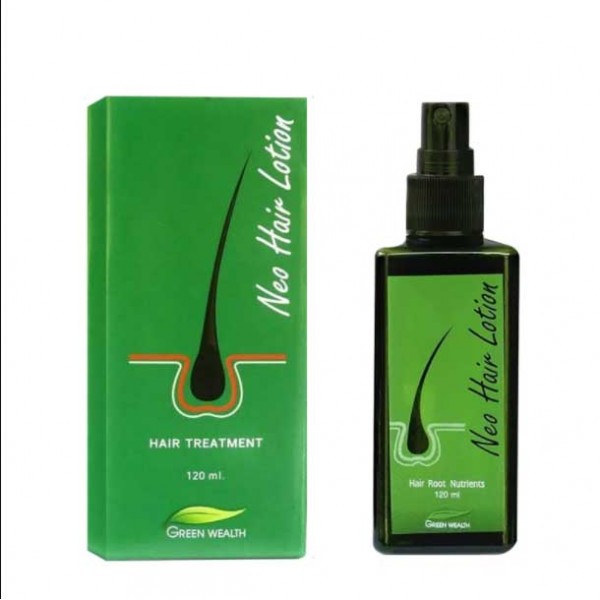 Neo Hair Lotion
HAIR TREATMENT
120 ml.
GREEN WEALTH
Neo Hair Lotion
Hair Root Nutrients
120 ml
GREEN WEALTH